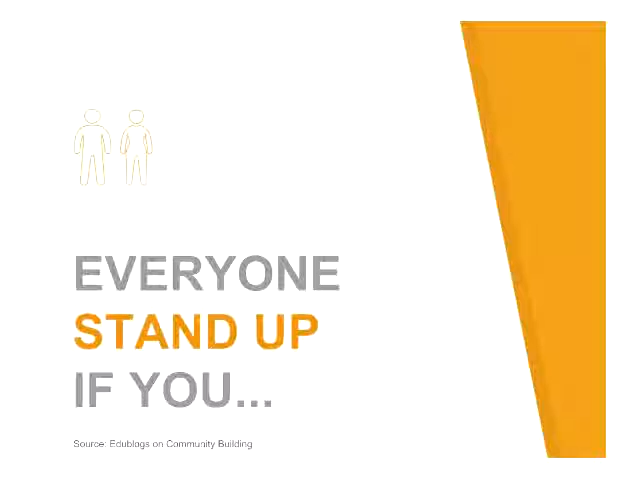 EVERYONE
STAND UP
IF YOU...
Source: Edublogs on Community Building